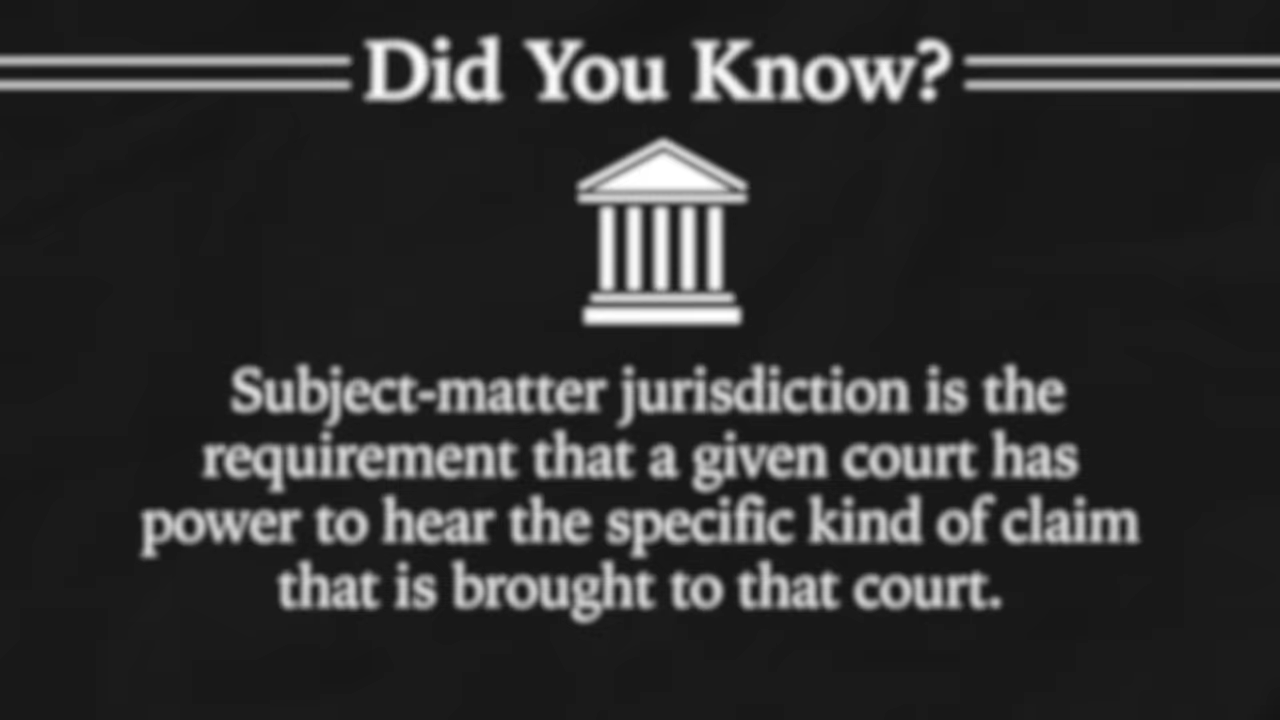 Did You Know?
Subject-matter jurisdiction is the
requirement that a given court has
power to hear the specific kind of claim
that is brought to that court.